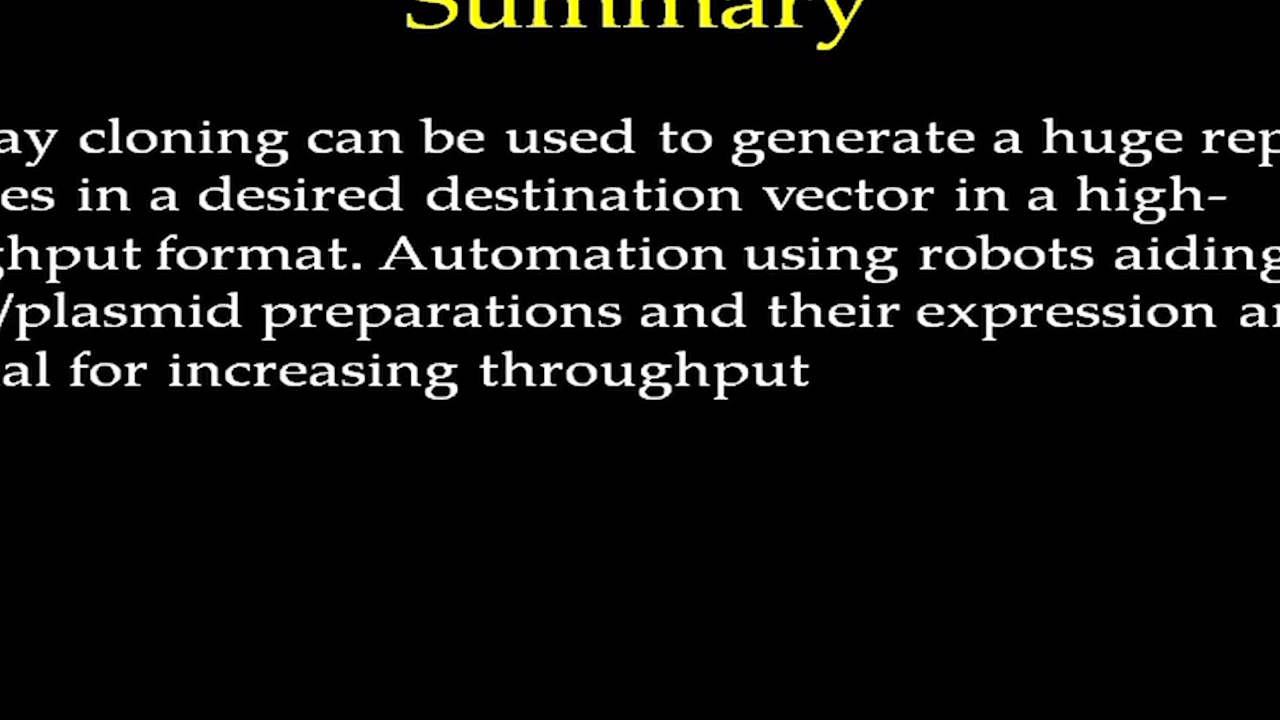 Summary
ay cloning can be used to generate a huge rep
es in a desired destination vector in a high-
ghput format. Automation using robots aiding
/plasmid preparations and their expression ar
al for increasing throughput